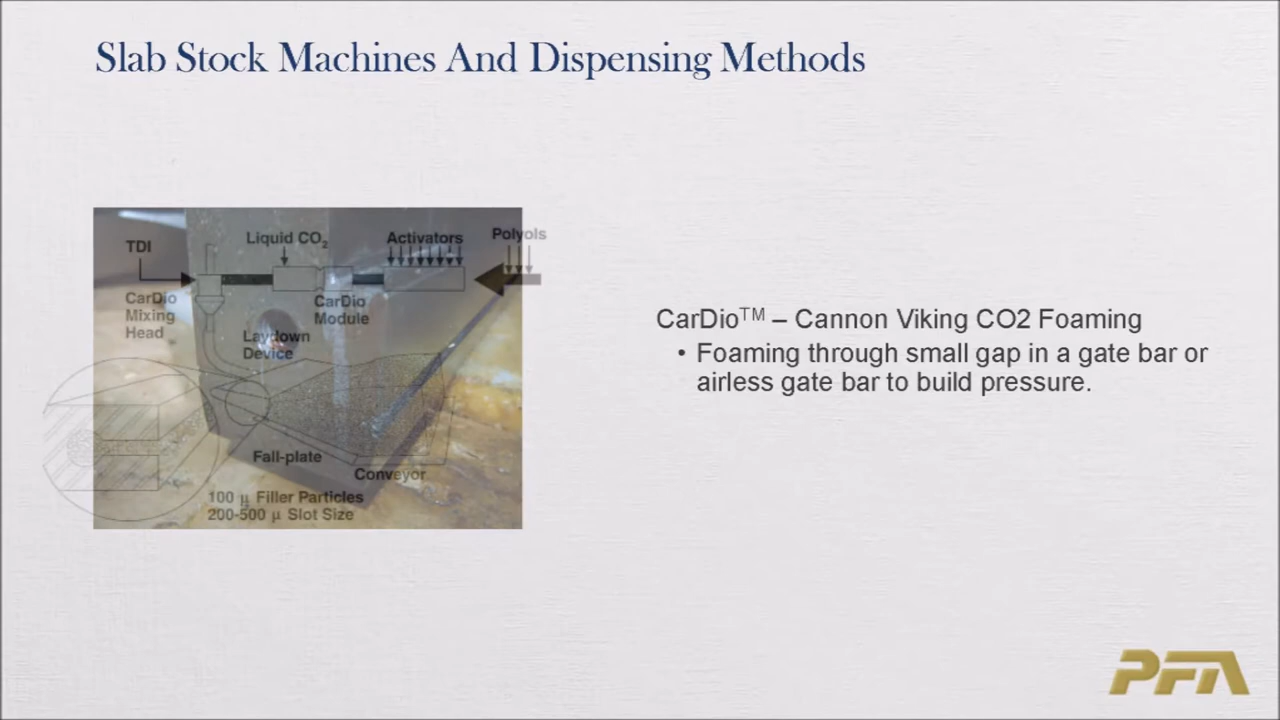 Slab Stock Machines And Dispensing Methods
TDI
Liquid CO2
Activators
Polyols
CarDio
Mixing
Head
CarDio
Module
Laydown
Device
Fall-plate
Conveyor
100 μ Filler Particles
200-500 μ Slot Size
CarDio™ – Cannon Viking CO2 Foaming
• Foaming through small gap in a gate bar or
airless gate bar to build pressure.
PFA